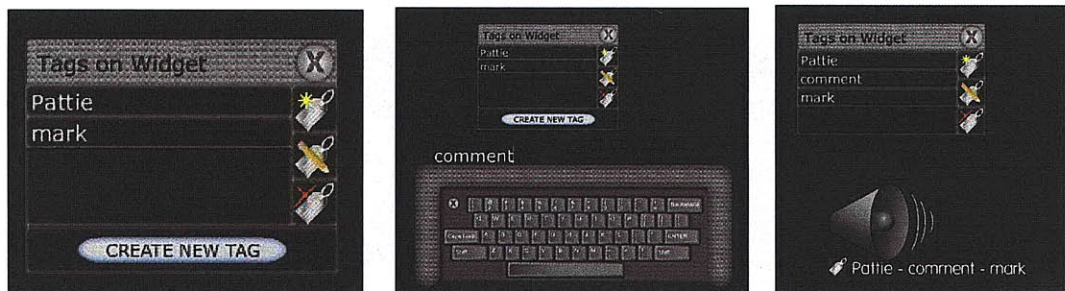 Tags on Widget
X
Pattie
mark
CREATE NEW TAG
Tags on Widget
X
Pattie
mark
CREATE NEW TAG
comment
X
Backspace
Caps Lock
ENTER
Shift
Shift
Tags on Widget
X
Pattie
comment
mark
Pattie - comment - mark